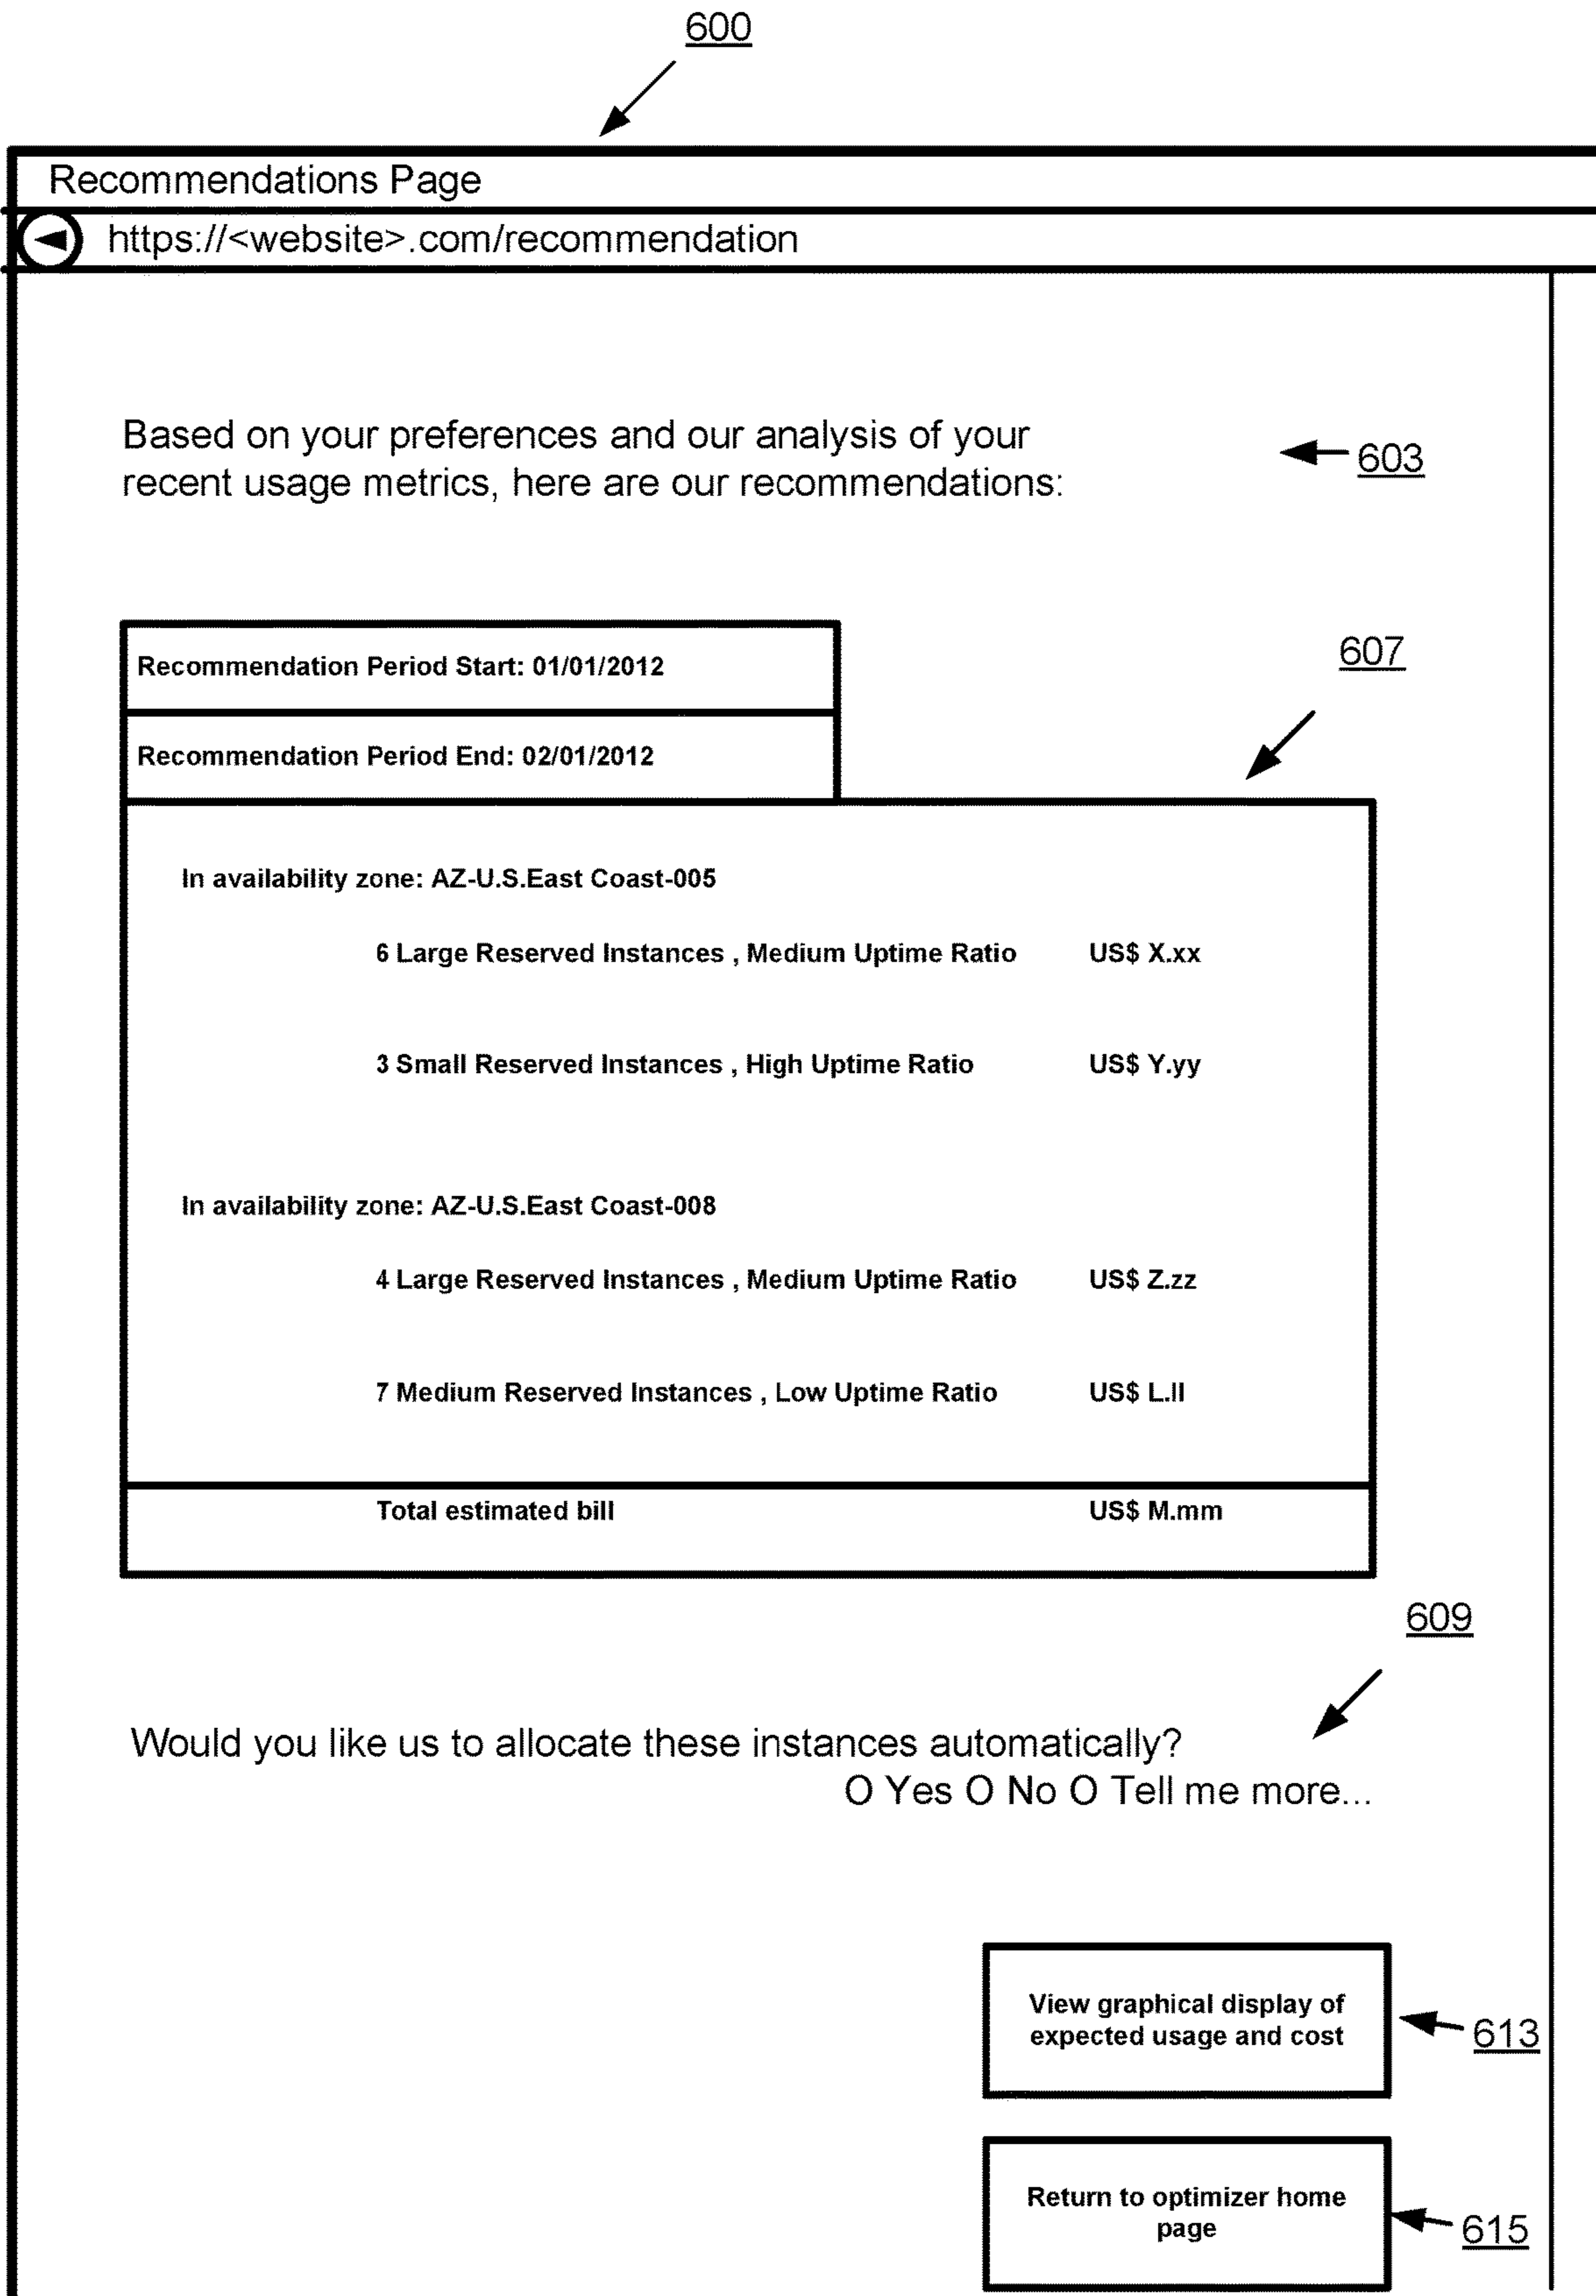 600
Recommendations Page
https://<website>.com/recommendation
Based on your preferences and our analysis of your
recent usage metrics, here are our recommendations:
603
Recommendation Period Start: 01/01/2012
607
Recommendation Period End: 02/01/2012
In availability zone: AZ-U.S.East Coast-005
6 Large Reserved Instances , Medium Uptime Ratio US$ X.xx
3 Small Reserved Instances , High Uptime Ratio US$ Y.yy
In availability zone: AZ-U.S.East Coast-008
4 Large Reserved Instances , Medium Uptime Ratio US$ Z.zz
7 Medium Reserved Instances , Low Uptime Ratio US$ L.ll
Total estimated bill US$ M.mm
609
Would you like us to allocate these instances automatically?
O Yes O No O Tell me more...
View graphical display of
expected usage and cost
613
Return to optimizer home
page
615